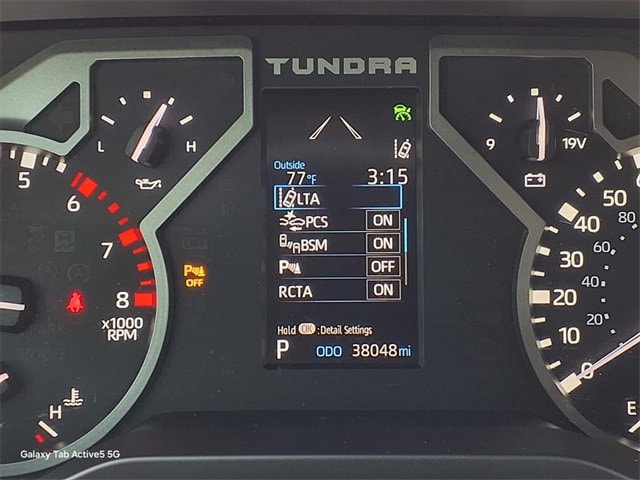 TUNDRA
L H
9 19V
Outside
77°F 3:15
LTA
PCS ON
BSM ON
P OFF
RCTA ON
Hold OK : Detail Settings
P ODO 38048 mi
5
6
7
8
x1000
RPM
P
OFF
H
50
40
30
20
10
0
80
60
40
20
E
Galaxy Tab Active5 5G